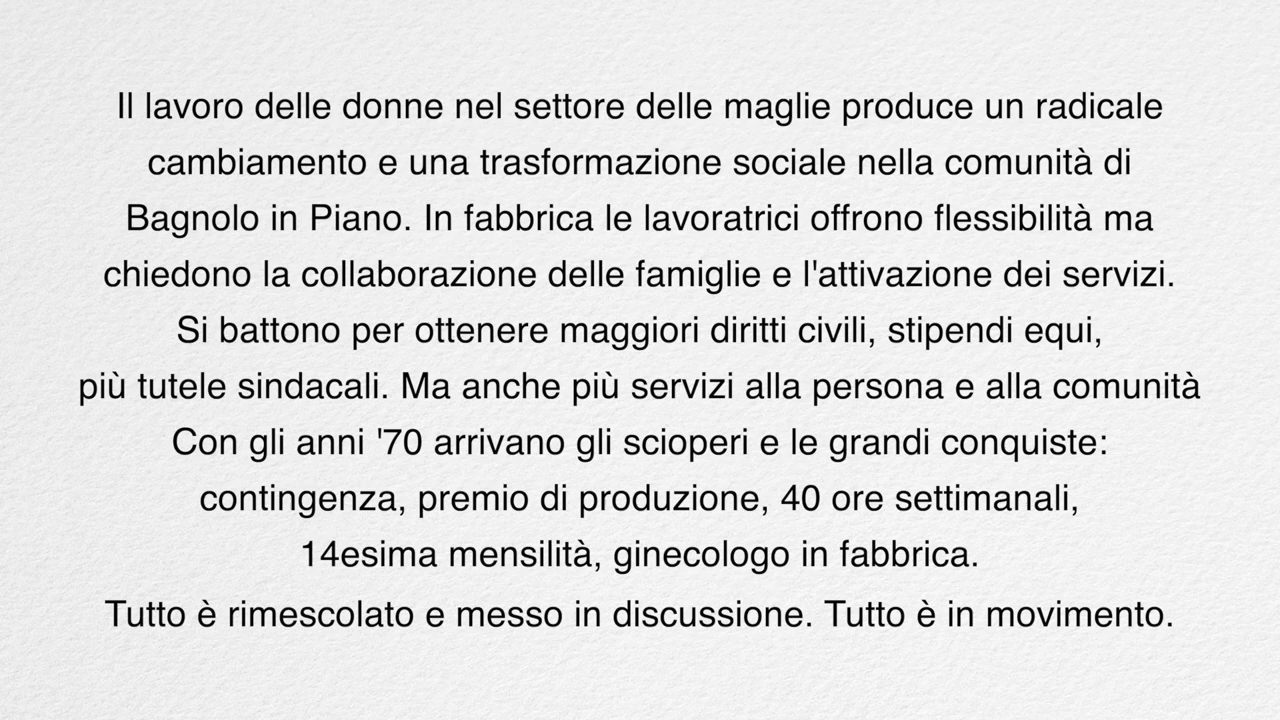 Il lavoro delle donne nel settore delle maglie produce un radicale
cambiamento e una trasformazione sociale nella comunità di
Bagnolo in Piano. In fabbrica le lavoratrici offrono flessibilità ma
chiedono la collaborazione delle famiglie e l'attivazione dei servizi.
Si battono per ottenere maggiori diritti civili, stipendi equi,
più tutele sindacali. Ma anche più servizi alla persona e alla comunità
Con gli anni '70 arrivano gli scioperi e le grandi conquiste:
contingenza, premio di produzione, 40 ore settimanali,
14esima mensilità, ginecologo in fabbrica.
Tutto è rimescolato e messo in discussione. Tutto è in movimento.